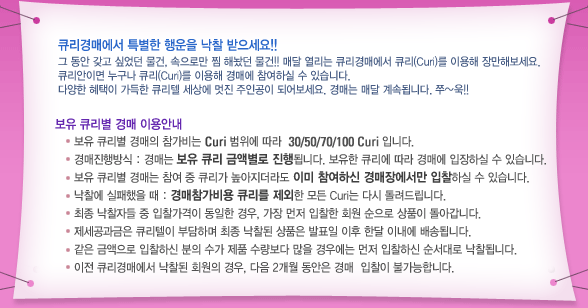 큐리경매에서 특별한 행운을 낙찰 받으세요!!
그 동안 갖고 싶었던 물건, 속으로만 찜 해놨던 물건!! 매달 열리는 큐리경매에서 큐리(Curi)를 이용해 장만해보세요.
큐리안이면 누구나 큐리(Curi)를 이용해 경매에 참여하실 수 있습니다.
다양한 혜택이 가득한 큐리텔 세상에 멋진 주인공이 되어보세요. 경매는 매달 계속됩니다. 쭈~욱!!
보유 큐리별 경매 이용안내
• 보유 큐리별 경매의 참가비는 Curi 범위에 따라 30/50/70/100 Curi 입니다.
• 경매진행방식 : 경매는 보유 큐리 금액별로 진행됩니다. 보유한 큐리에 따라 경매에 입장하실 수 있습니다.
• 보유 큐리별 경매는 참여 중 큐리가 높아지더라도 이미 참여하신 경매장에서만 입찰하실 수 있습니다.
• 낙찰에 실패했을 때 : 경매참가비용 큐리를 제외한 모든 Curi는 다시 돌려드립니다.
• 최종 낙찰자들 중 입찰가격이 동일한 경우, 가장 먼저 입찰한 회원 순으로 상품이 돌아갑니다.
• 제세공과금은 큐리텔이 부담하며 최종 낙찰된 상품은 발표일 이후 한달 이내에 배송됩니다.
• 같은 금액으로 입찰하신 분의 수가 제품 수량보다 많을 경우에는 먼저 입찰하신 순서대로 낙찰됩니다.
• 이전 큐리경매에서 낙찰된 회원의 경우, 다음 2개월 동안은 경매 입찰이 불가능합니다.